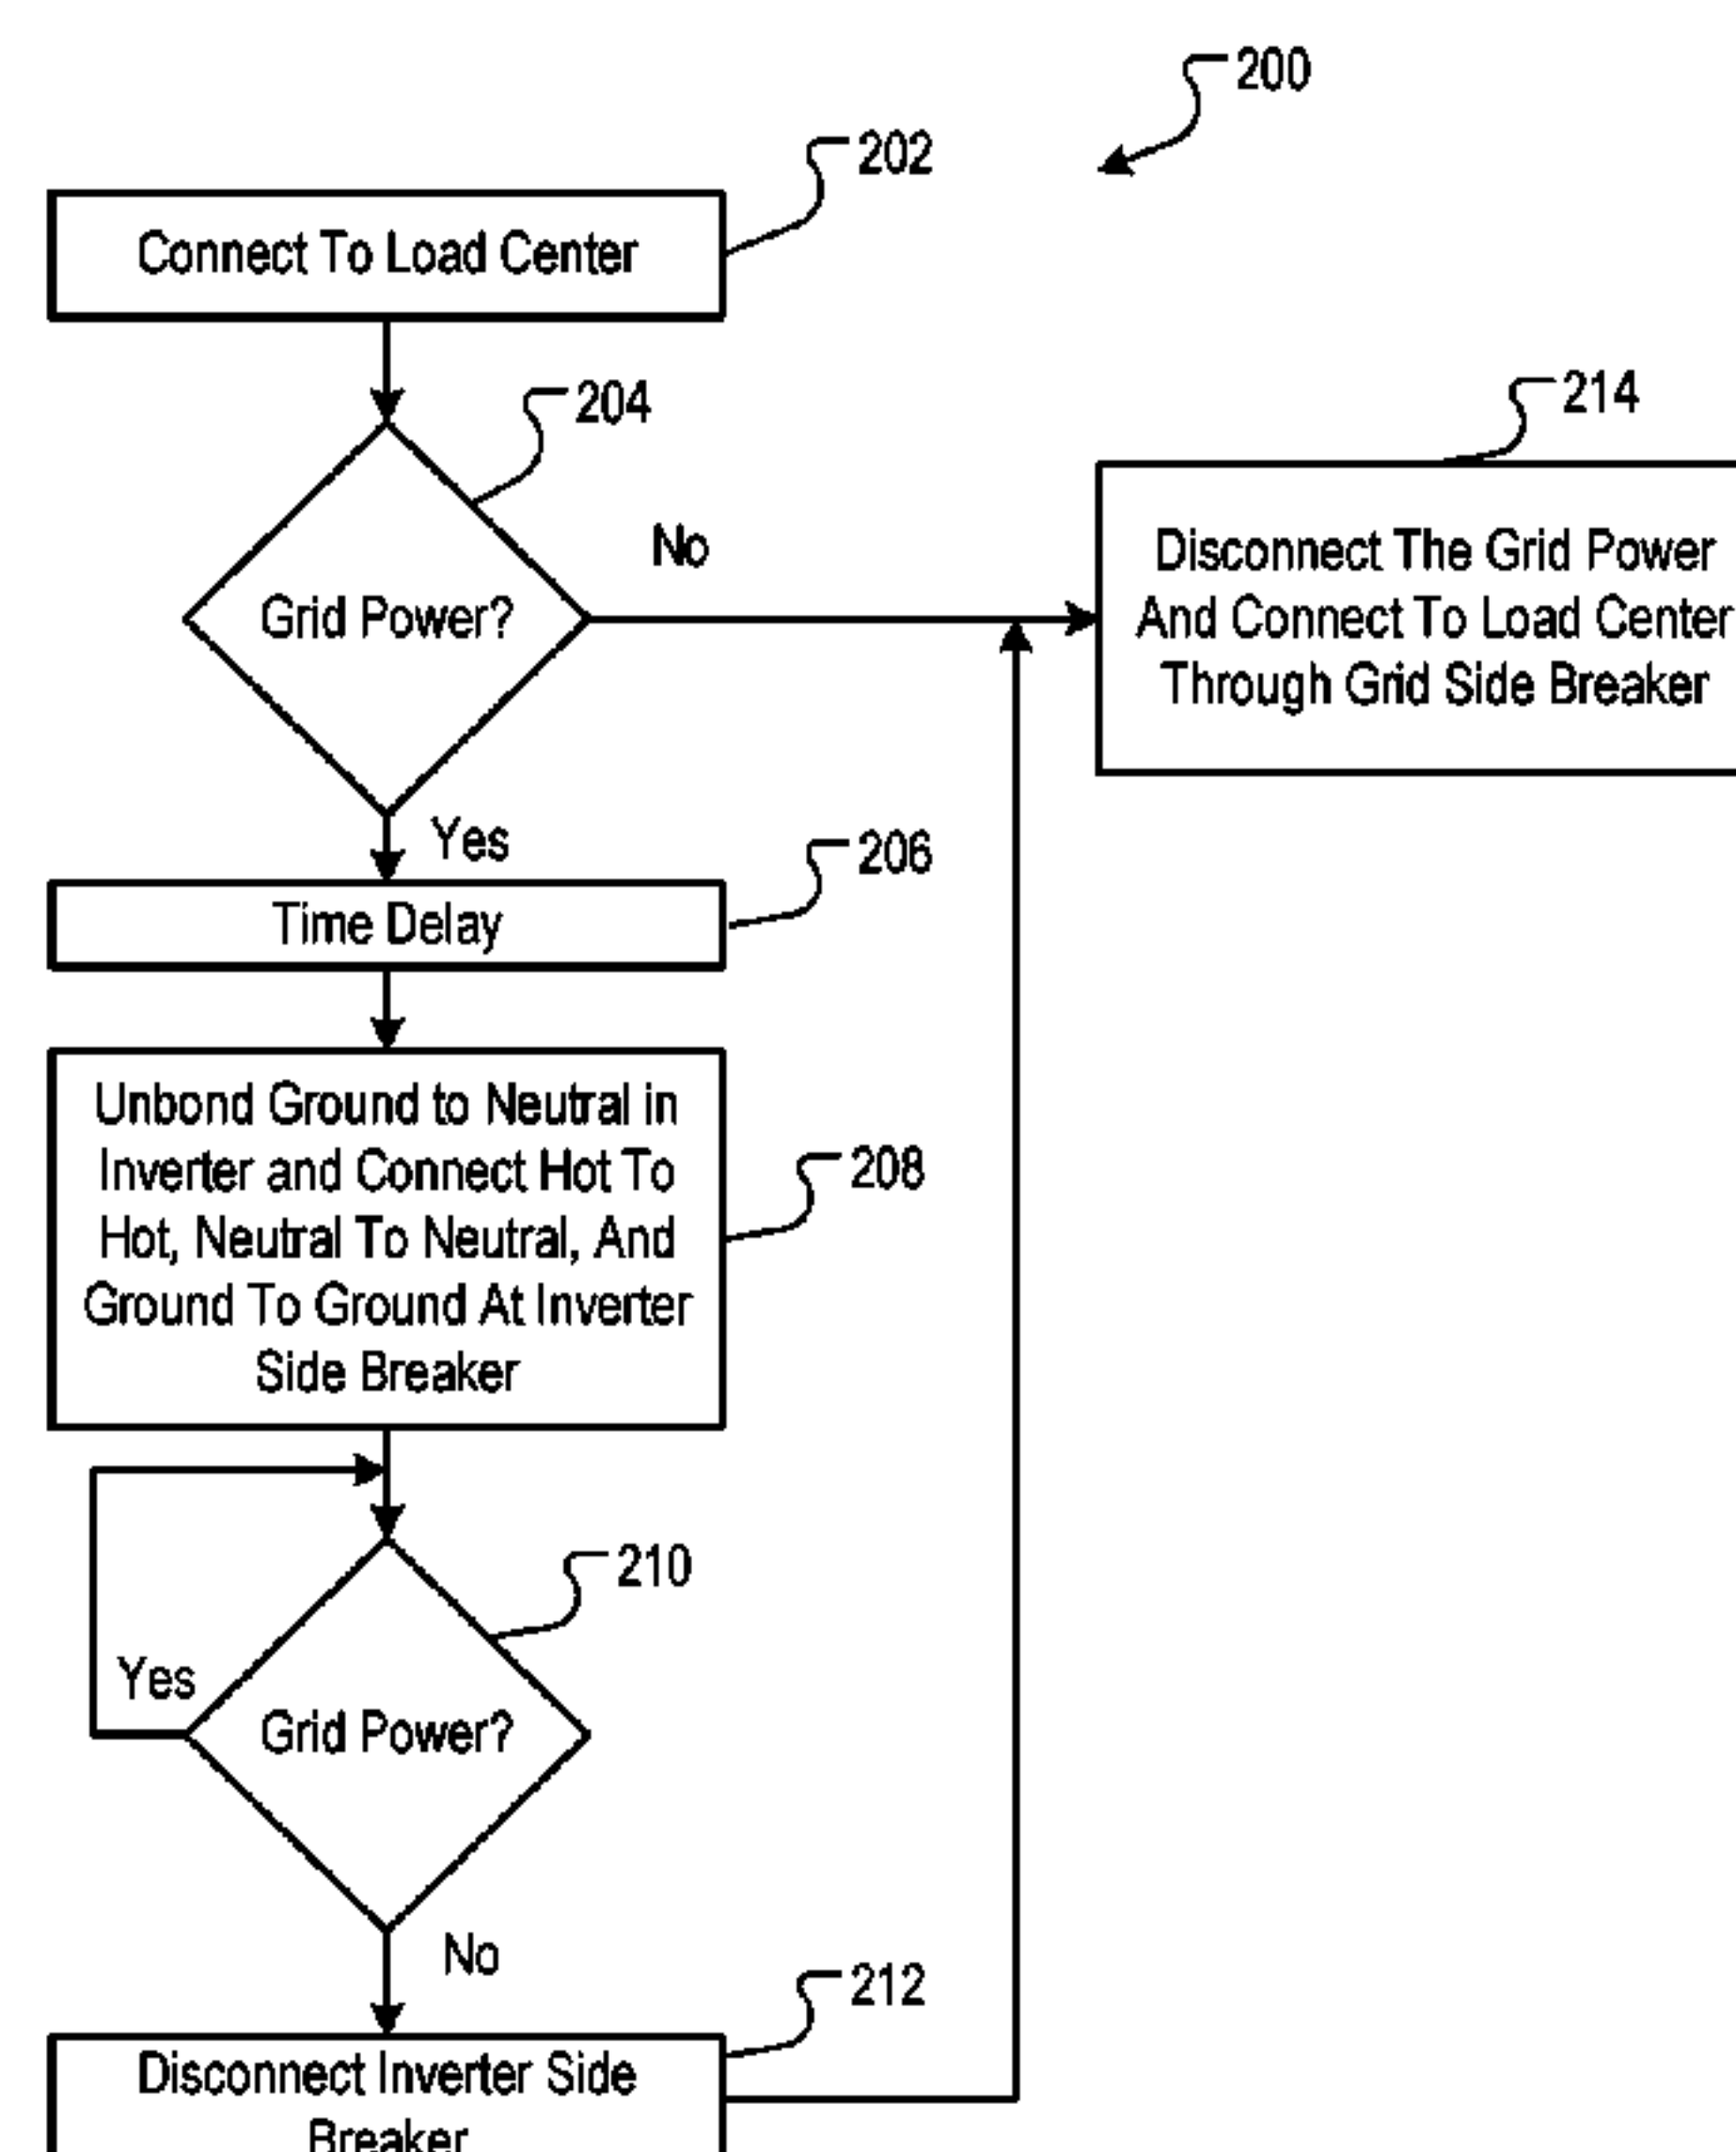 200
202
Connect To Load Center
204
214
No
Disconnect The Grid Power
And Connect To Load Center
Through Grid Side Breaker
Grid Power?
Yes
206
Time Delay
Unbond Ground to Neutral in
Inverter and Connect Hot To
Hot, Neutral To Neutral, And
Ground To Ground At Inverter
Side Breaker
208
210
Yes
Grid Power?
No
212
Disconnect Inverter Side
Breaker